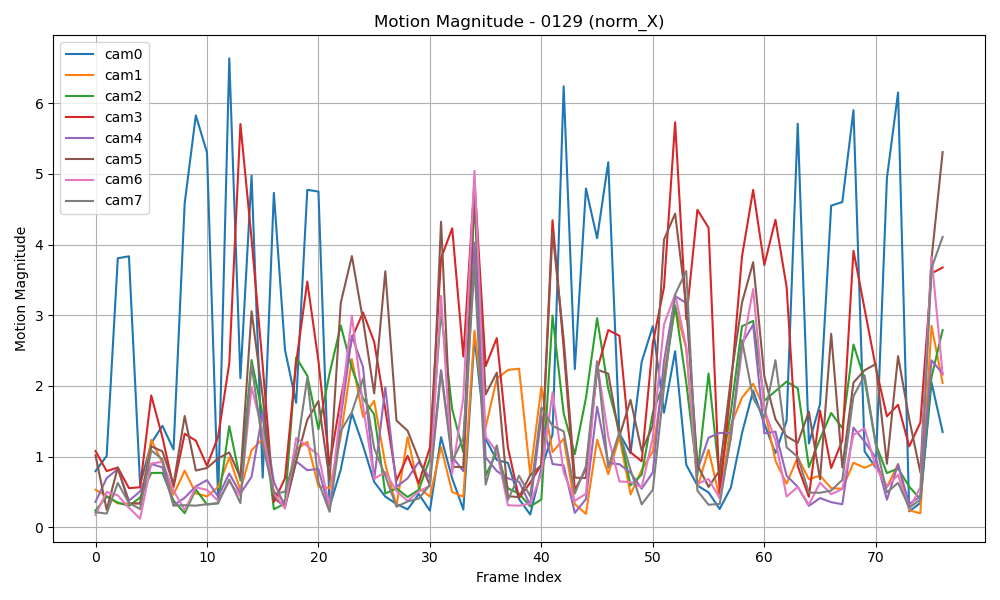 Motion Magnitude - 0129 (norm_X)
cam0
cam1
cam2
cam3
cam4
cam5
cam6
cam7
Motion Magnitude
6
5
4
3
2
1
0
0 10 20 30 40 50 60 70
Frame Index